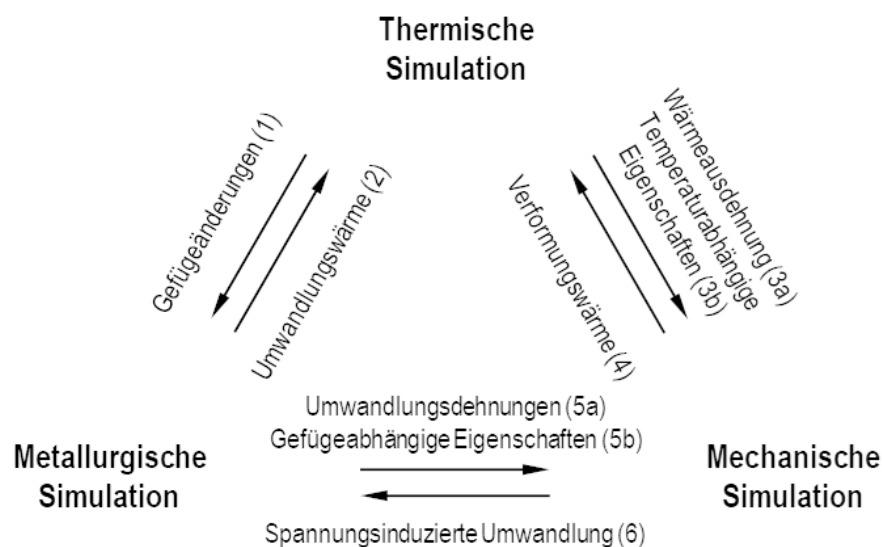 Thermische
Simulation
Gefügeänderungen (1)
Umwandlungswärme (2)
Verformungswärme (4)
Wärmeausdehnung (3a)
Temperaturabhängige
Eigenschaften (3b)
Umwandlungsdehnungen (5a)
Gefügeabhängige Eigenschaften (5b)
Metallurgische
Simulation
Mechanische
Simulation
Spannungsinduzierte Umwandlung (6)